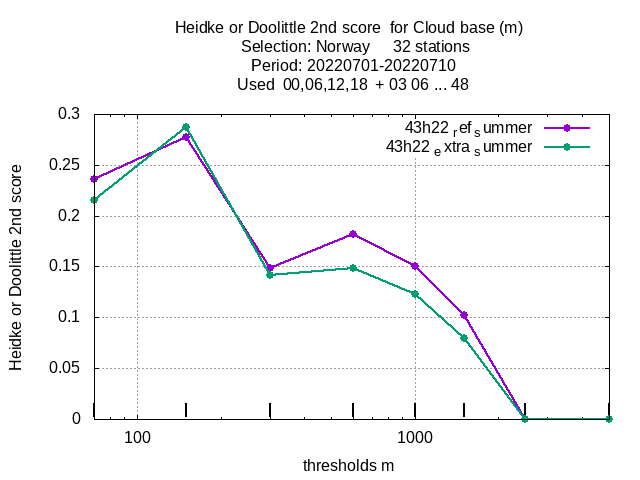 Heidke or Doolittle 2nd score  for Cloud base (m)
Selection: Norway     32 stations
Period: 20220701-20220710
Used  00,06,12,18  + 03 06 ... 48
43h22 ref summer
43h22 extra summer
0.3
0.25
0.2
0.15
0.1
0.05
0
Heidke or Doolittle 2nd score
100
1000
thresholds m